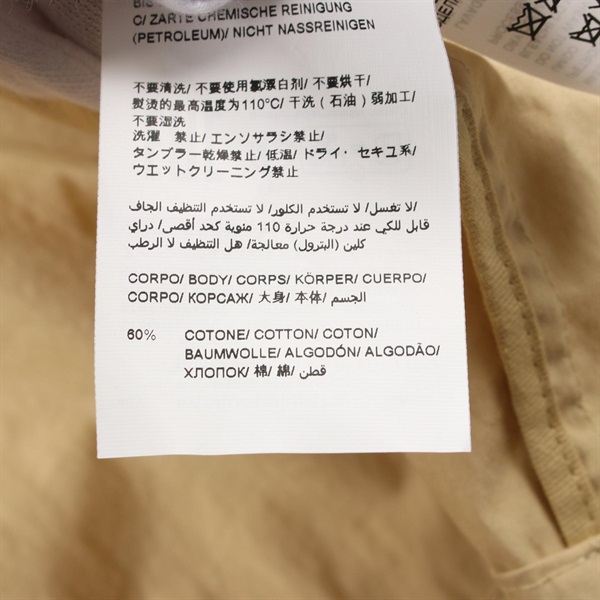 C/ ZARTE CHEMISCHE REINIGUNG
(PETROLEUM)/ NICHT NASSREINIGEN
不要清洗/ 不要使用氯漂白剂/ 不要烘干/
熨烫的最高温度为110°C/ 干洗（石油）弱加工/
不要湿洗
洗濯 禁止/ エンソサラシ禁止/
タンブラー乾燥禁止/ 低温/ ドライ・セキユ系/
ウエットクリーニング禁止
/لا تغسل/ لا تستخدم الكلور/ لا تستخدم التنظيف الجاف
قابل للكي عند درجة حرارة 110 مئوية كحد أقصى/ دراي
كلين (البترول) معالجة/ هل التنظيف لا الرطب
CORPO/ BODY/ CORPS/ KÖRPER/ CUERPO/
CORPO/ КОРСАЖ/ 大身/ 本体/ الجسم
60% COTONE/ COTTON/ COTON/
BAUMWOLLE/ ALGODÓN/ ALGODÃO/
ХЛОПОК/ 棉/ 綿/ قطن